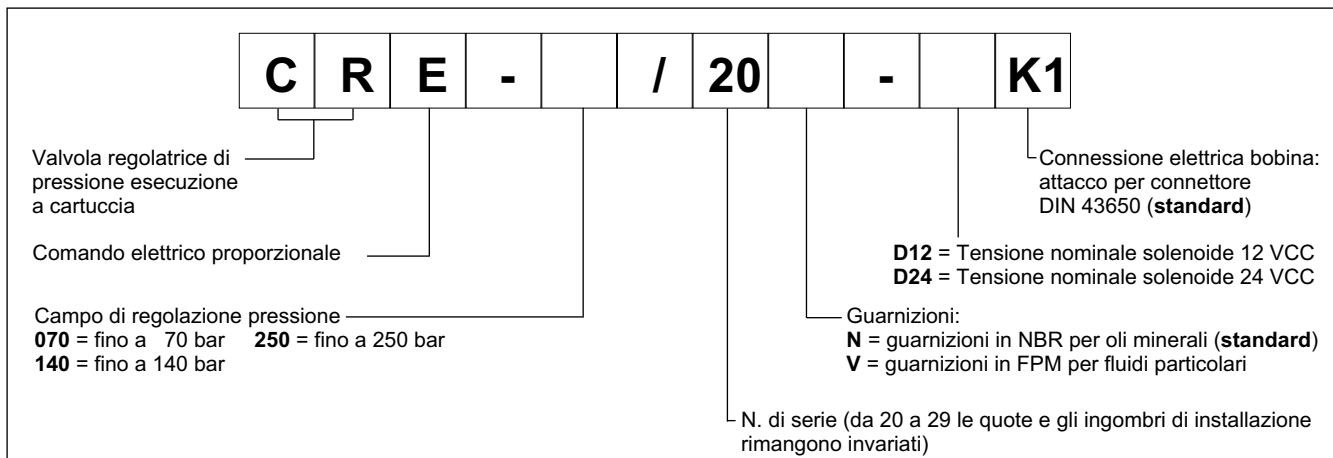 C R E - / 20 - K1
Valvola regolatrice di
pressione esecuzione
a cartuccia
Comando elettrico proporzionale
Campo di regolazione pressione
070 = fino a 70 bar 250 = fino a 250 bar
140 = fino a 140 bar
Connessione elettrica bobina:
attacco per connettore
DIN 43650 (standard)
D12 = Tensione nominale solenoide 12 VCC
D24 = Tensione nominale solenoide 24 VCC
Guarnizioni:
N = guarnizioni in NBR per oli minerali (standard)
V = guarnizioni in FPM per fluidi particolari
N. di serie (da 20 a 29 le quote e gli ingombri di installazione
rimangono invariati)